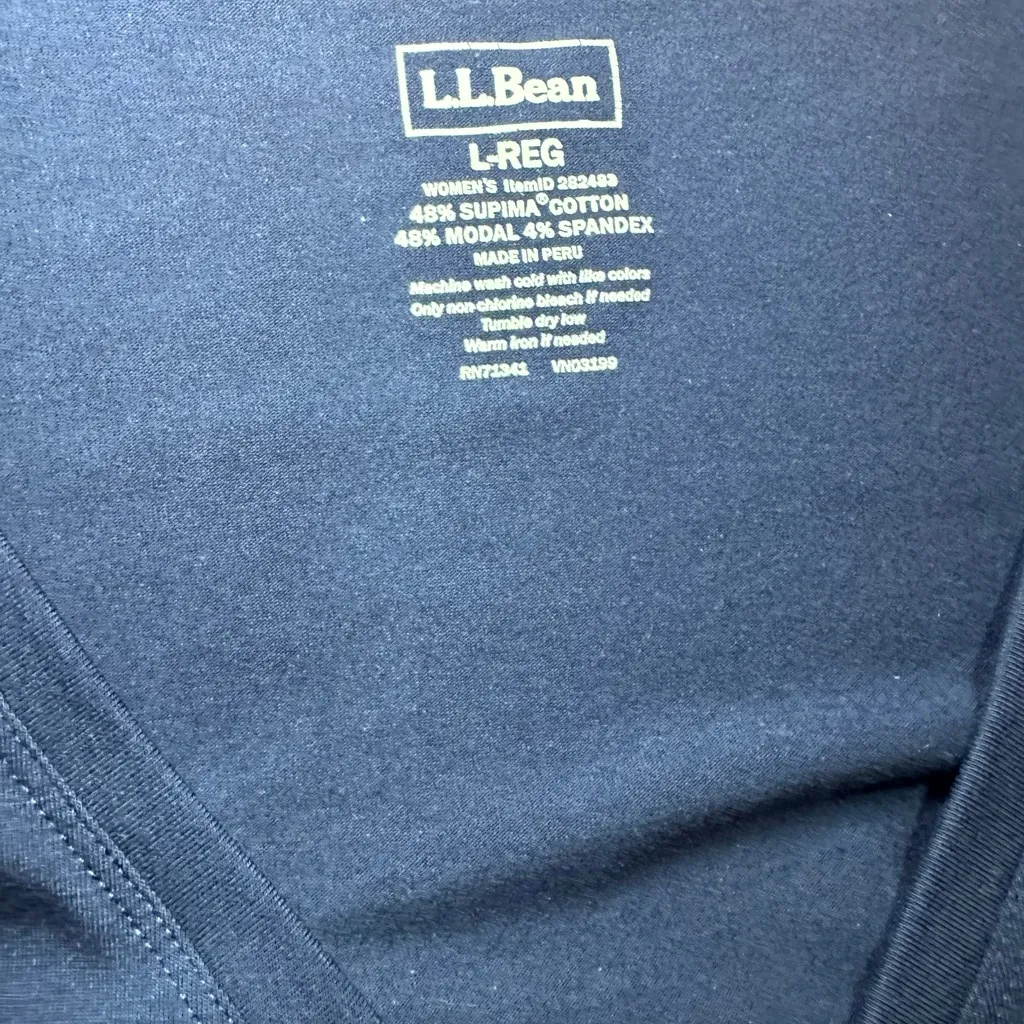 L.L.Bean
L-REG
WOMEN'S ItemID 282483
48% SUPIMA® COTTON
48% MODAL 4% SPANDEX
MADE IN PERU
Machine wash cold with like colors
Only non-chlorine bleach if needed
Tumble dry low
Warm iron if needed
RN71341 VN03199